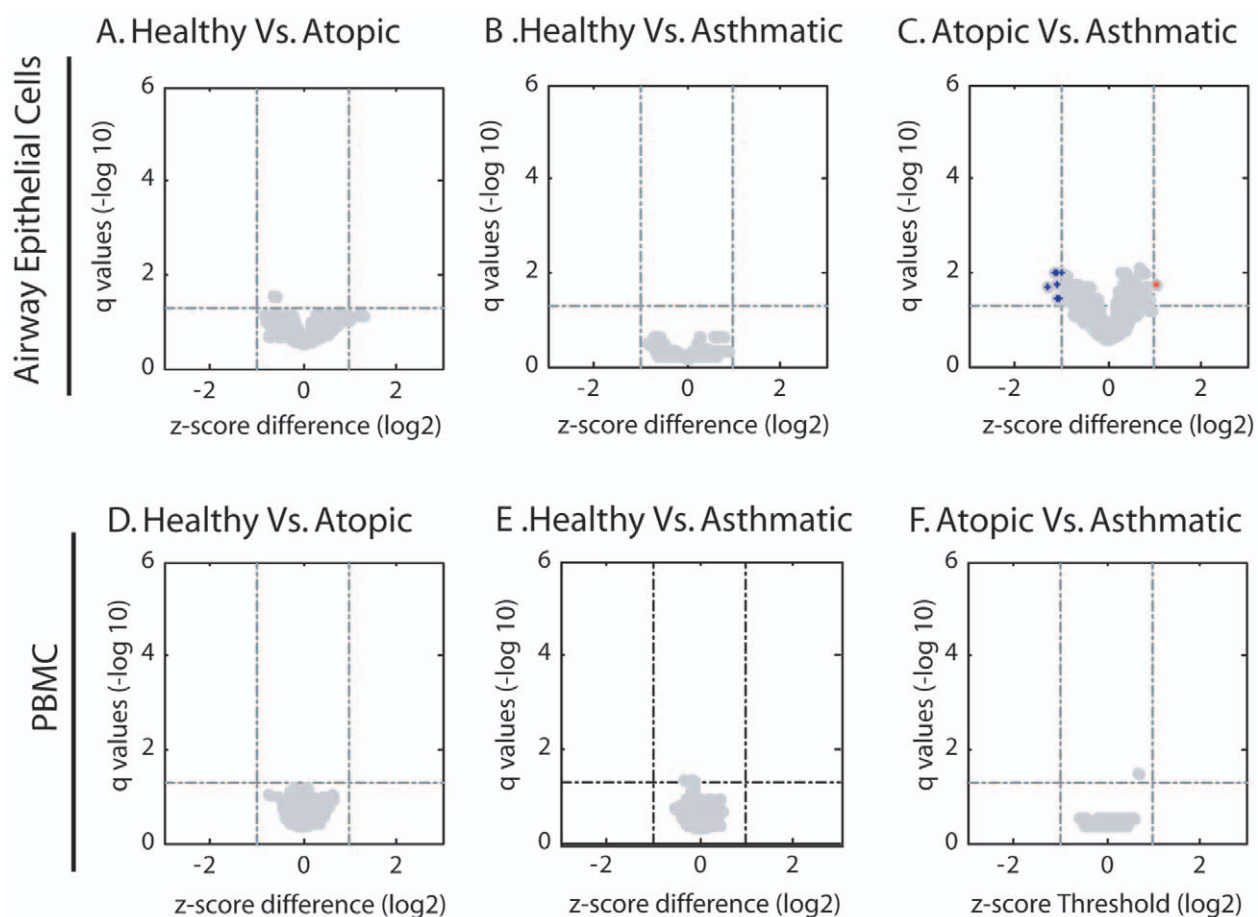 A. Healthy Vs. Atopic
B .Healthy Vs. Asthmatic
C. Atopic Vs. Asthmatic
Airway Epithelial Cells
q values (-log 10)
6
4
2
0
-2 0 2
z-score difference (log2)
q values (-log 10)
6
4
2
0
-2 0 2
z-score difference (log2)
q values (-log 10)
6
4
2
0
-2 0 2
z-score difference (log2)
D. Healthy Vs. Atopic
E .Healthy Vs. Asthmatic
F. Atopic Vs. Asthmatic
PBMC
q values (-log 10)
6
4
2
0
-2 0 2
z-score difference (log2)
q values (-log 10)
6
4
2
0
-2 0 2
z-score difference (log2)
q values (-log 10)
6
4
2
0
-2 0 2
z-score Threshold (log2)